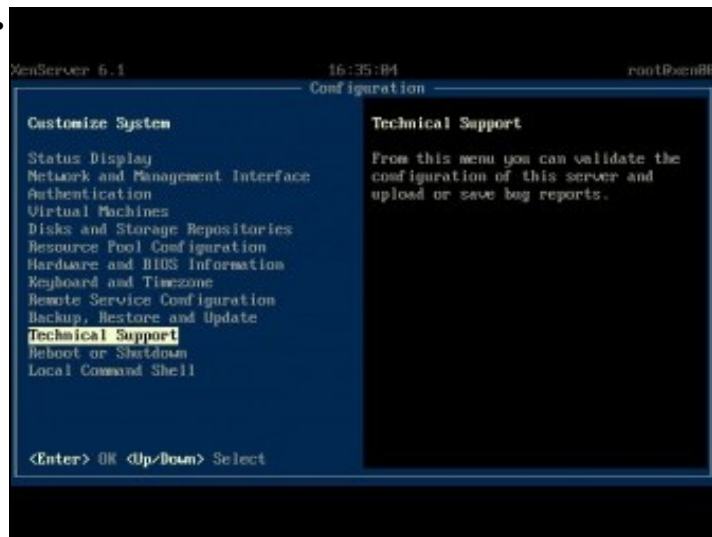 XenServer 6.1 16:35:04 root@xen00
Configuration
Customize System
Status Display
Network and Management Interface
Authentication
Virtual Machines
Disks and Storage Repositories
Resource Pool Configuration
Hardware and BIOS Information
Keyboard and Timezone
Remote Service Configuration
Backup, Restore and Update
Technical Support
Reboot or Shutdown
Local Command Shell
<Enter> OK <Up/Down> Select
Technical Support
From this menu you can validate the
configuration of this server and
upload or save bug reports.